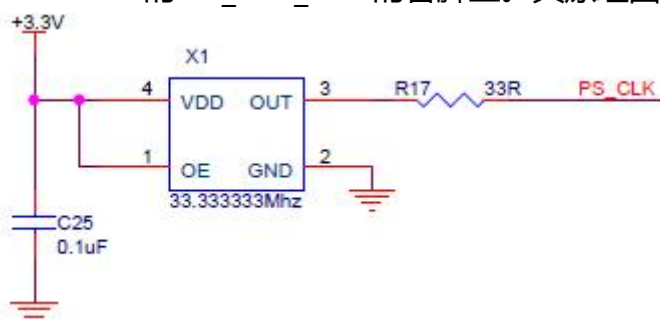 +3.3V
X1
4 VDD OUT 3 R17 33R PS_CLK
1 OE GND 2
33.333333Mhz
C25
0.1uF